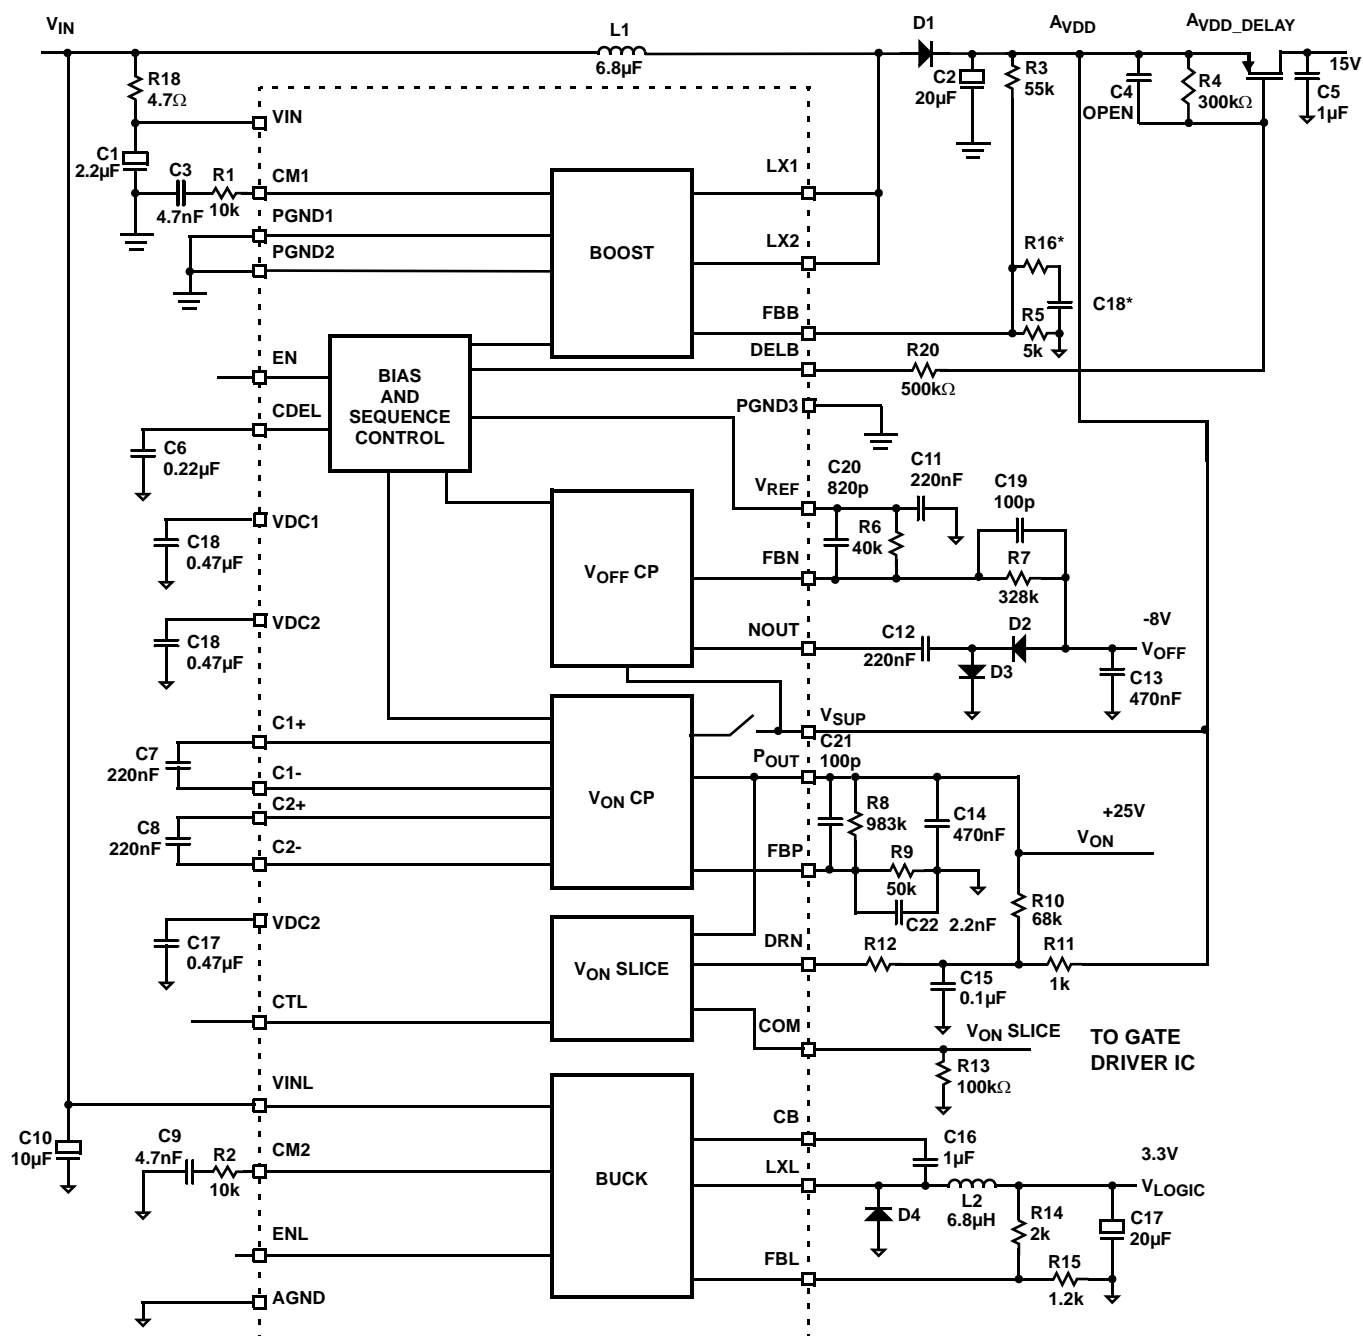 VIN
L1
6.8µF
D1
AVDD
AVDD_DELAY
15V
R18
4.7Ω
C2
20µF
R3
55k
C4
OPEN
R4
300kΩ
C5
1µF
VIN
C1
2.2µF
C3
4.7nF
R1
10k
CM1
PGND1
PGND2
BOOST
LX1
LX2
FBB
DELB
R16*
C18*
R5
5k
R20
500kΩ
EN
CDEL
C6
0.22µF
BIAS
AND
SEQUENCE
CONTROL
PGND3
VREF
C20
820p
C11
220nF
C19
100p
R6
40k
FBN
R7
328k
VDC1
C18
0.47µF
VOFF CP
NOUT
C12
220nF
D2
D3
-8V
VOFF
C13
470nF
VDC2
C18
0.47µF
VSUP
C21
100p
POUT
C1+
C7
220nF
C1-
C2+
C8
220nF
C2-
VON CP
R8
983k
C14
470nF
+25V
VON
FBP
R9
50k
C22
2.2nF
R10
68k
VDC2
C17
0.47µF
VON SLICE
DRN
R12
R11
1k
C15
0.1µF
CTL
COM
VON SLICE
R13
100kΩ
TO GATE
DRIVER IC
VINL
C10
10µF
C9
4.7nF
R2
10k
CM2
BUCK
CB
C16
1µF
LXL
3.3V
VLOGIC
D4
L2
6.8µH
R14
2k
C17
20µF
ENL
FBL
R15
1.2k
AGND